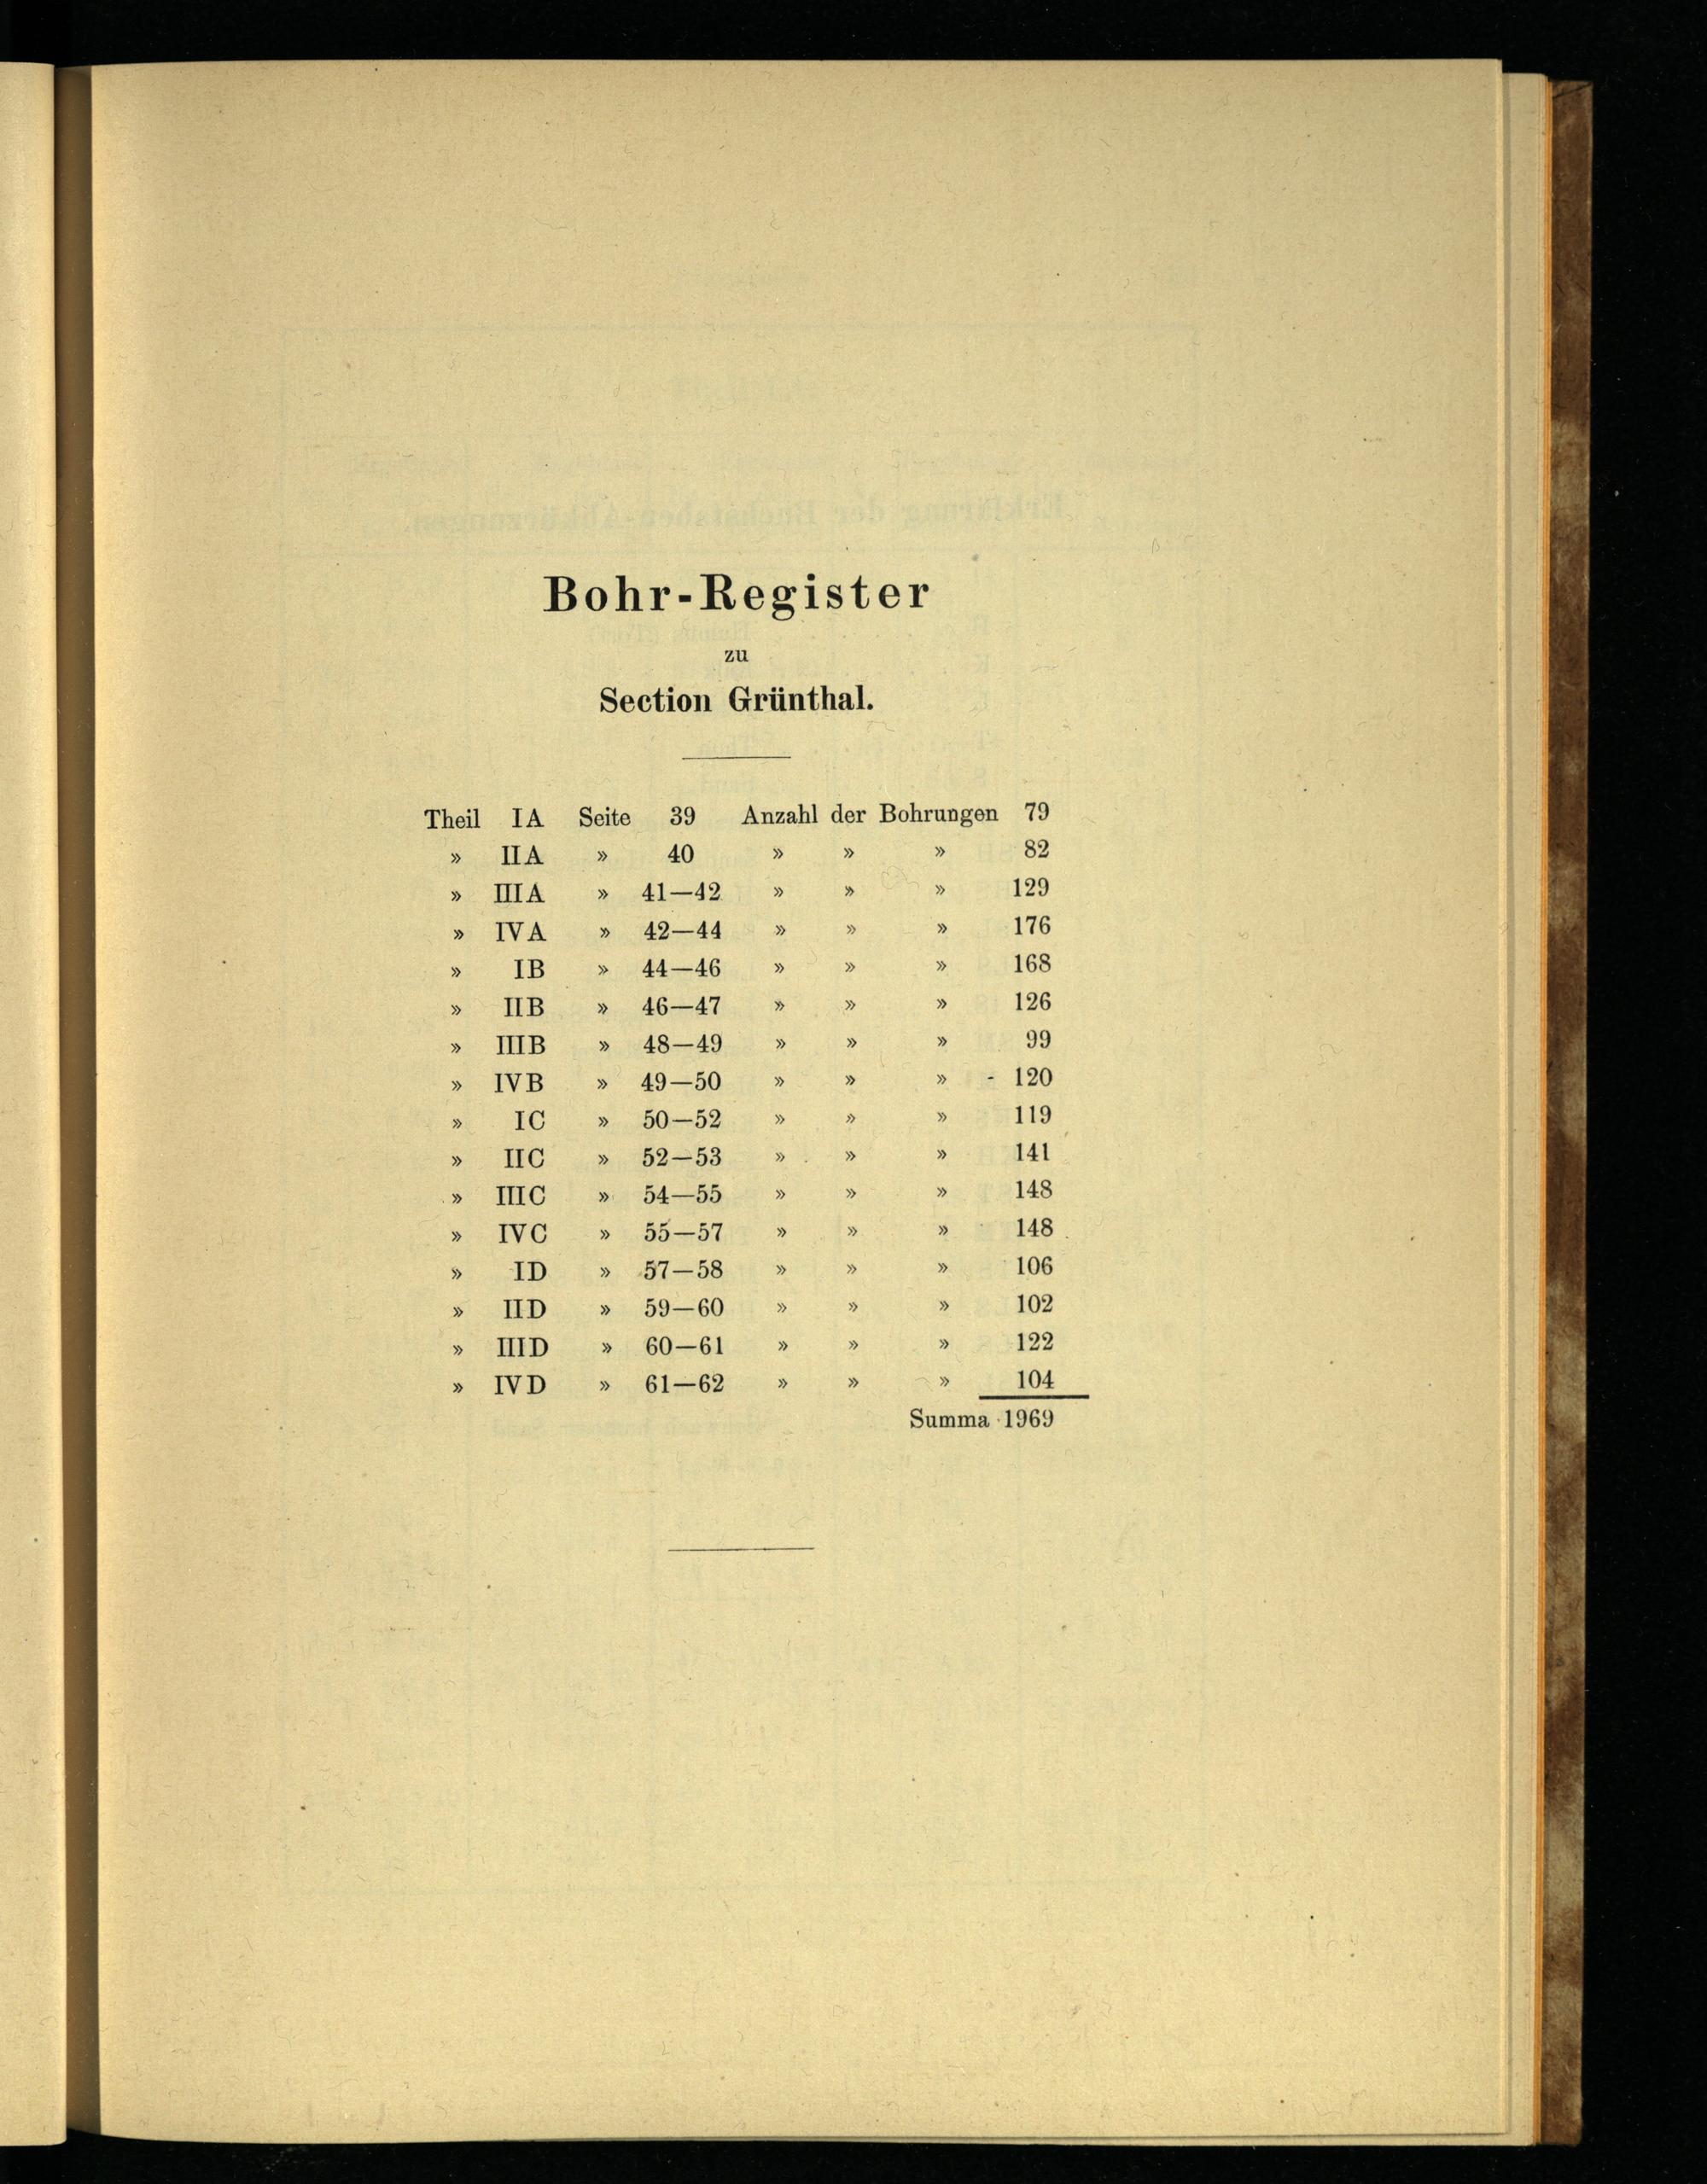 Bohr-Register
zu
Section Grünthal.
Theil IA Seite 39 Anzahl der Bohrungen 79
» IIA » 40 » » » 82
» IIIA » 41—42 » » » 129
» IVA » 42—44 » » » 176
» IB » 44—46 » » » 168
» IIB » 46—47 » » » 126
» IIIB » 48—49 » » » 99
» IVB » 49—50 » » » 120
» IC » 50—52 » » » 119
» IIC » 52—53 » » » 141
» IIIC » 54—55 » » » 148
» IVC » 55—57 » » » 148
» ID » 57—58 » » » 106
» IID » 59—60 » » » 102
» IIID » 60—61 » » » 122
» IVD » 61—62 » » » 104
Summa 1969